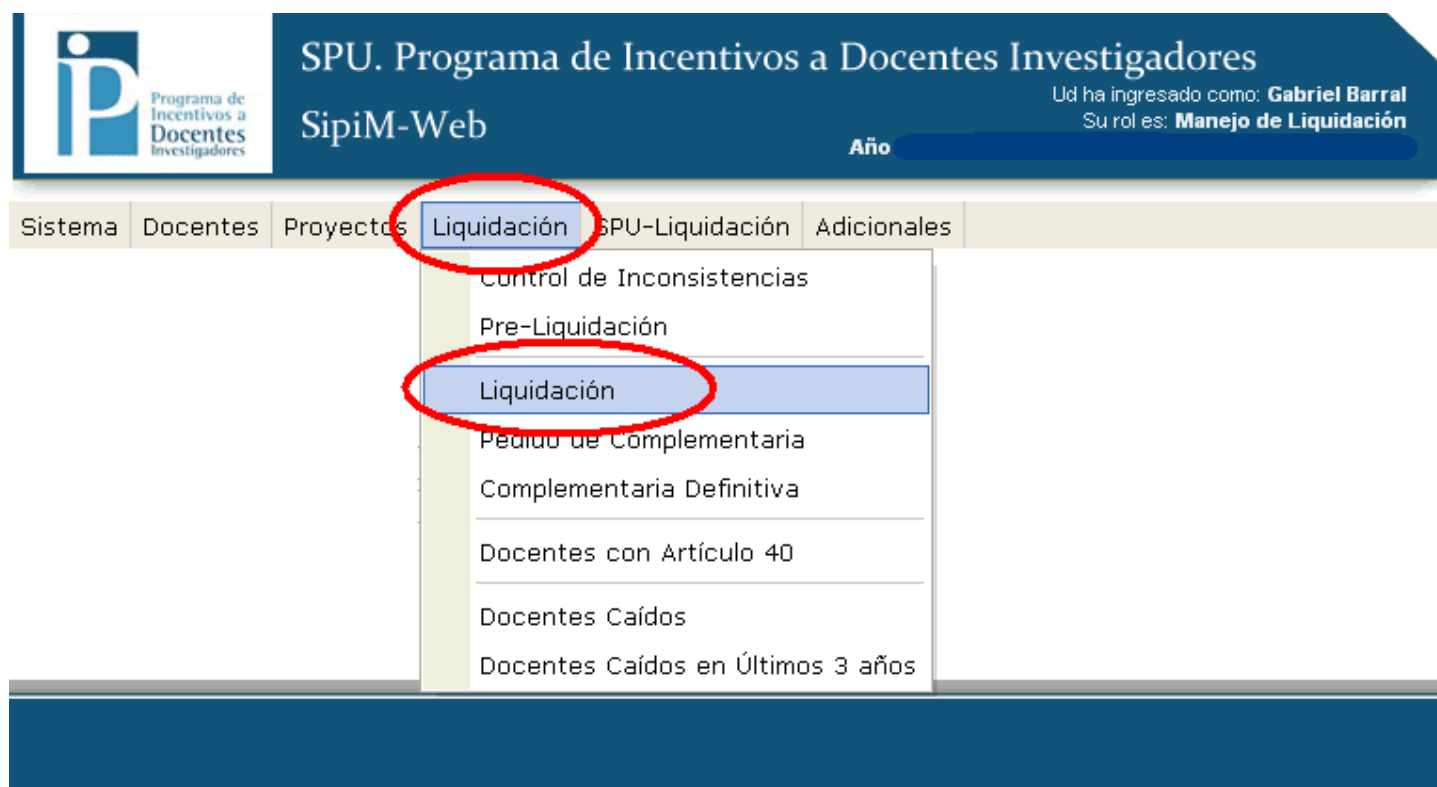 Programa de
Incentivos a
Docentes
Investigadores
SPU. Programa de Incentivos a Docentes Investigadores
SipiM-Web
Ud ha ingresado como: Gabriel Barral
Su rol es: Manejo de Liquidación
Año
Sistema Docentes Proyectos Liquidación SPU-Liquidación Adicionales
Control de Inconsistencias
Pre-Liquidación
Liquidación
Pedido de Complementaria
Complementaria Definitiva
Docentes con Artículo 40
Docentes Caídos
Docentes Caídos en Últimos 3 años